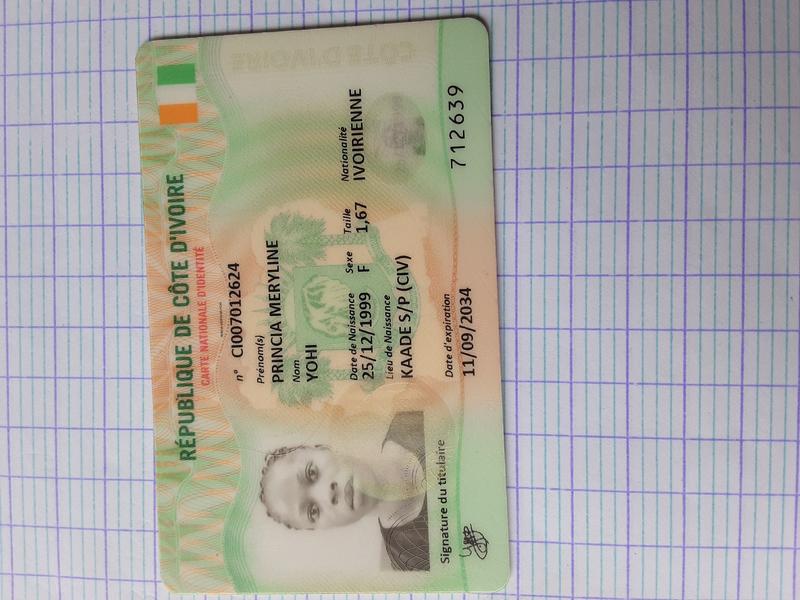 RÉPUBLIQUE DE CÔTE D'IVOIRE
CARTE NATIONALE D'IDENTITÉ
n° CI007012624
Prénom(s)
PRINCIA MERYLINE
Nom
YOHI
Date de Naissance Sexe Taille Nationalité
25/12/1999 F 1,67 IVOIRIENNE
Lieu de Naissance
KAADE S/P (CIV)
Date d'expiration
11/09/2034
712639
Signature du titulaire
CÔTE D'IVOIRE